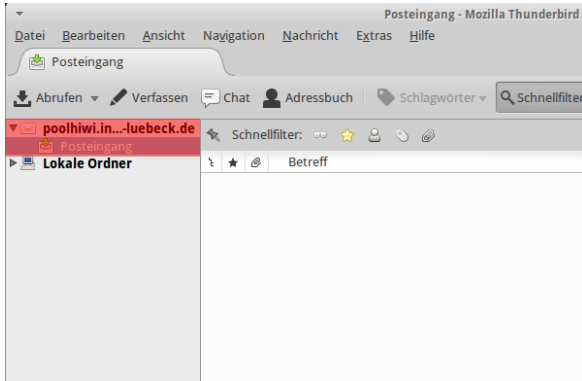 Posteingang - Mozilla Thunderbird
Datei Bearbeiten Ansicht Navigation Nachricht Extras Hilfe
Posteingang
Abrufen Verfassen Chat Adressbuch Schlagwörter Schnellfilter
poolhiwi.in...-luebeck.de
Schnellfilter:
Posteingang
Lokale Ordner
Betreff